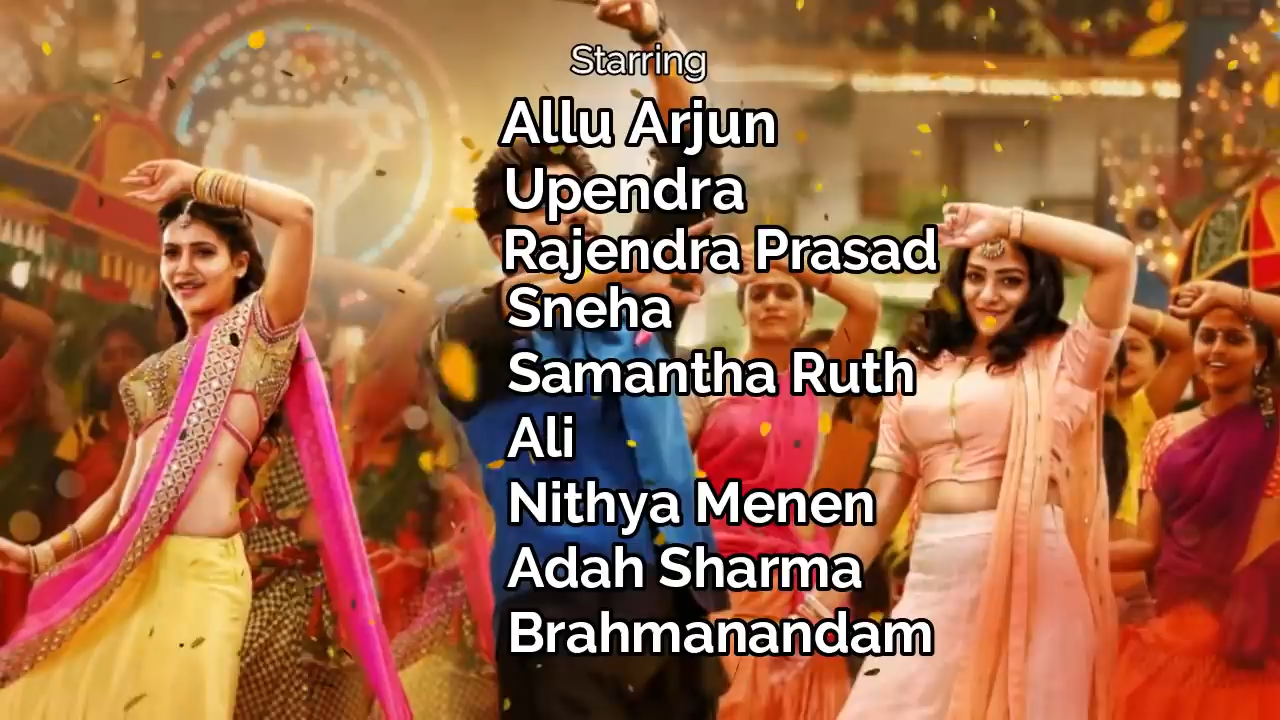 Starring
Allu Arjun
Upendra
Rajendra Prasad
Sneha
Samantha Ruth
Ali
Nithya Menen
Adah Sharma
Brahmanandam